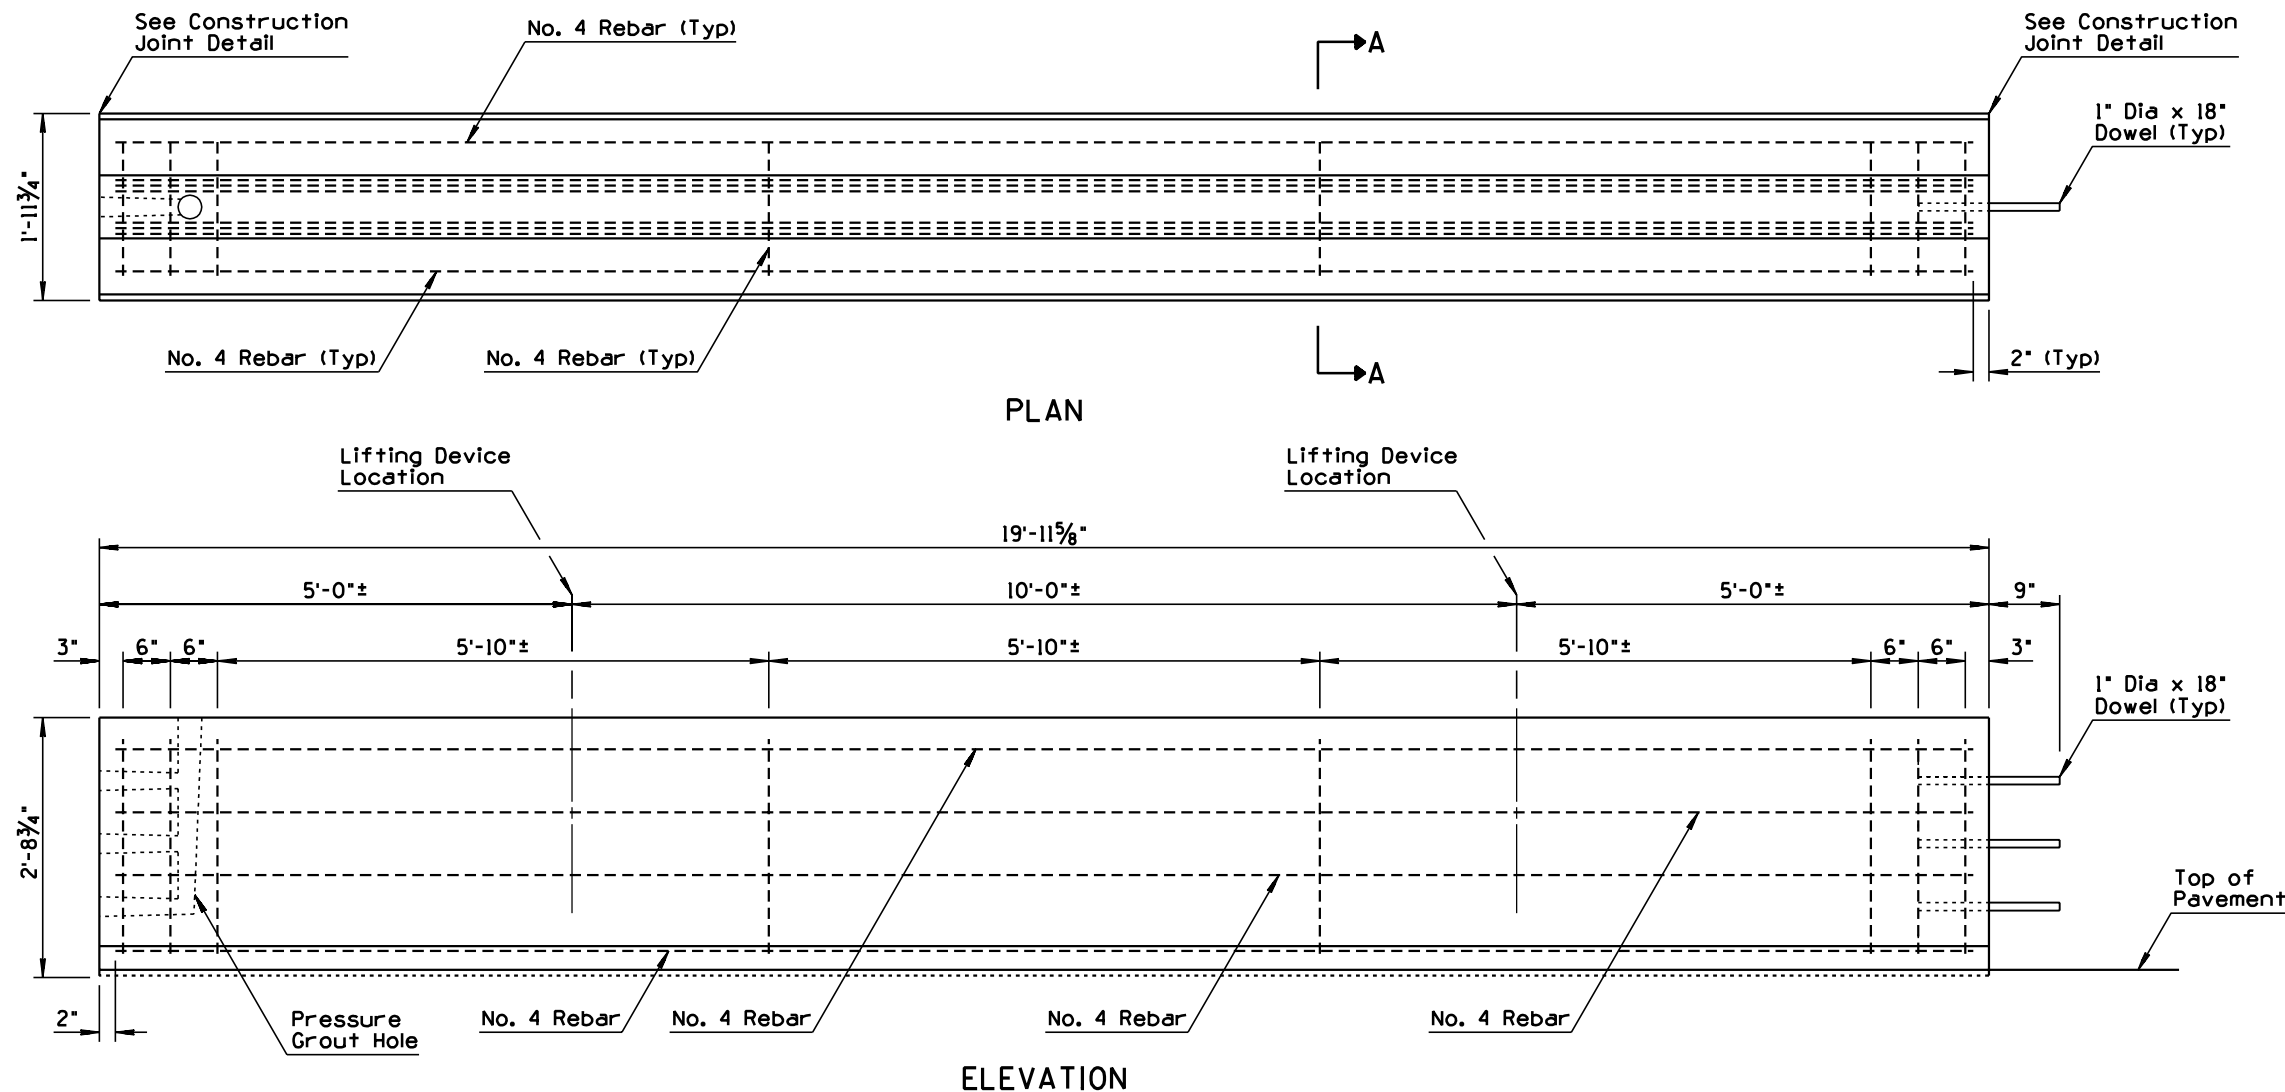 See Construction
Joint Detail
No. 4 Rebar (Typ)
A
See Construction
Joint Detail
1" Dia x 18"
Dowel (Typ)
1'-11¾"
No. 4 Rebar (Typ)
No. 4 Rebar (Typ)
A
2" (Typ)
PLAN
Lifting Device
Location
Lifting Device
Location
19'-11⅝"
5'-0"±
10'-0"±
5'-0"±
9"
3"
6"
6"
5'-10"±
5'-10"±
5'-10"±
6"
6"
3"
1" Dia x 18"
Dowel (Typ)
2'-8¾"
Top of
Pavement
2"
Pressure
Grout Hole
No. 4 Rebar
No. 4 Rebar
No. 4 Rebar
No. 4 Rebar
ELEVATION